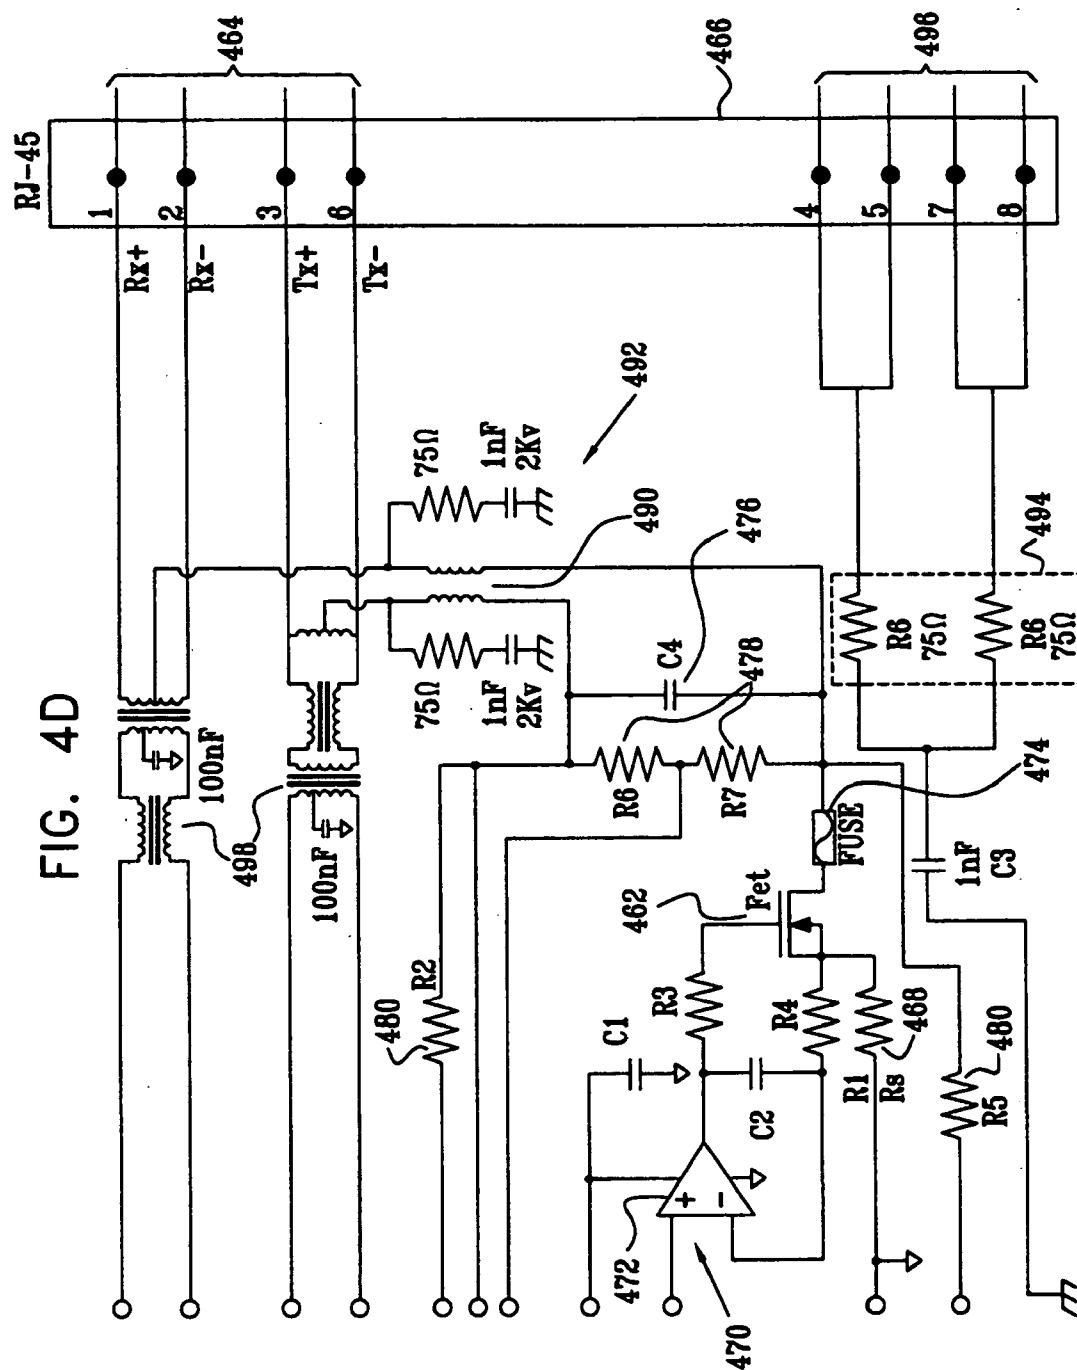 FIG. 4D
RJ-45
1
2
3
6
4
5
7
8
Rx+
Rx-
Tx+
Tx-
464
466
496
498
100nF
100nF
75Ω
1nF
2Kv
75Ω
1nF
2Kv
492
490
476
C4
478
R6
R7
R2
480
474
FUSE
462
Fet
R3
R4
C1
C2
472
+
-
470
R1
Rs
468
R5
480
1nF
C3
494
R6
75Ω
R6
75Ω